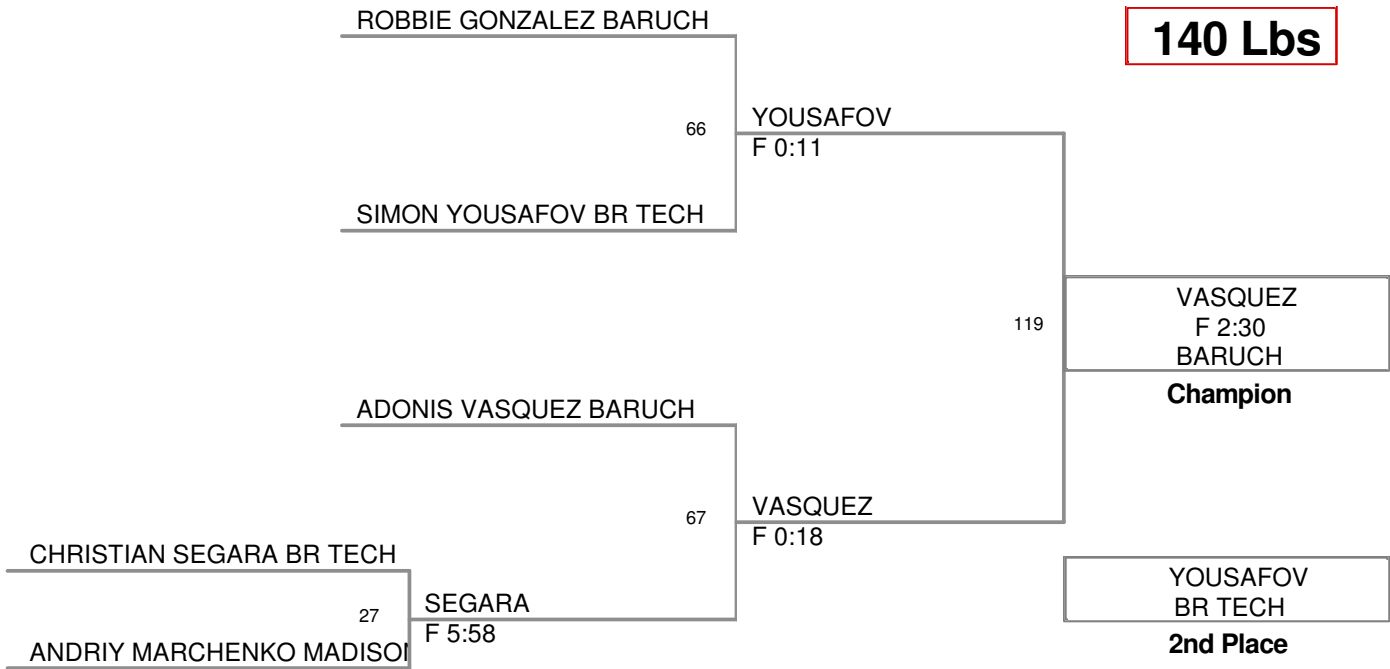 ROBBIE GONZALEZ BARUCH
140 Lbs
66
YOUSAFOV
F 0:11
SIMON YOUSAFOV BR TECH
119
VASQUEZ
F 2:30
BARUCH
Champion
ADONIS VASQUEZ BARUCH
67
VASQUEZ
F 0:18
CHRISTIAN SEGARA BR TECH
27
SEGARA
F 5:58
ANDRIY MARCHENKO MADISON
YOUSAFOV
BR TECH
2nd Place